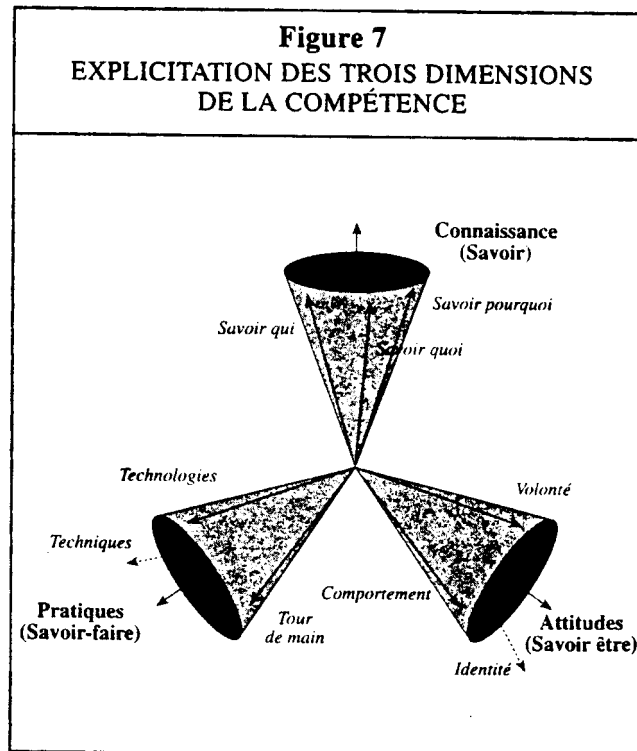 Figure 7
EXPLICITATION DES TROIS DIMENSIONS
DE LA COMPÉTENCE
Connaissance
(Savoir)
Savoir qui
Savoir pourquoi
Savoir quoi
Technologies
Techniques
Pratiques
(Savoir-faire)
Tour
de main
Volonté
Comportement
Attitudes
(Savoir être)
Identité